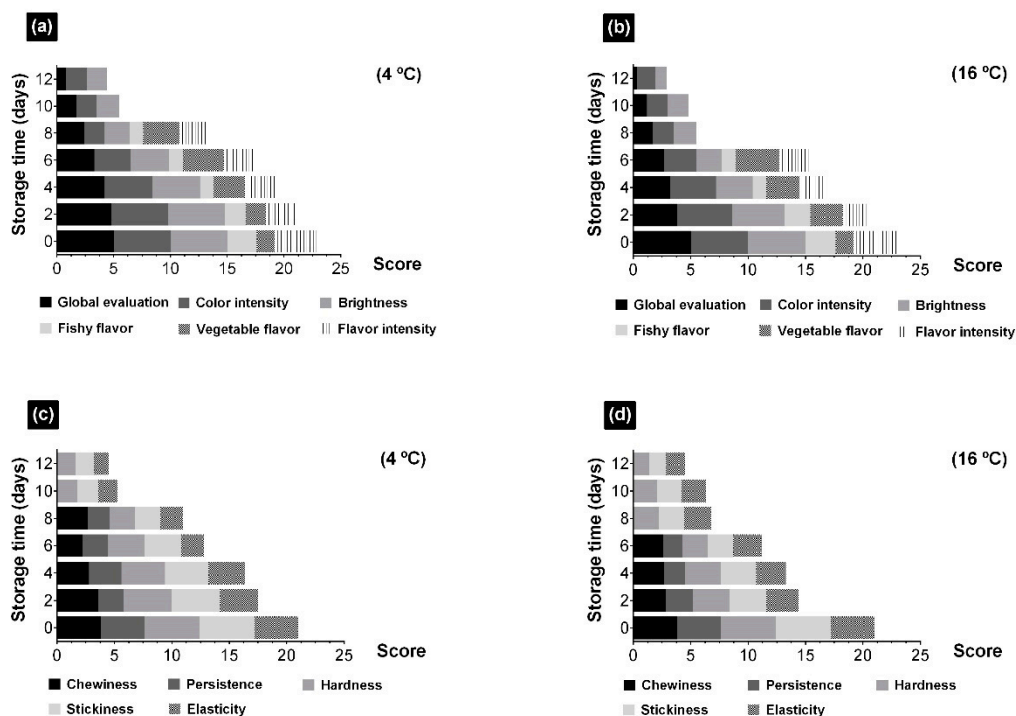 (a)
(4 ºC)
Storage time (days)
12
10
8
6
4
2
0
0 5 10 15 20 25 Score
Global evaluation Color intensity Brightness
Fishy flavor Vegetable flavor Flavor intensity
(b)
(16 ºC)
Storage time (days)
12
10
8
6
4
2
0
0 5 10 15 20 25 Score
Global evaluation Color intensity Brightness
Fishy flavor Vegetable flavor Flavor intensity
(c)
(4 ºC)
Storage time (days)
12
10
8
6
4
2
0
0 5 10 15 20 25 Score
Chewiness Persistence Hardness
Stickiness Elasticity
(d)
(16 ºC)
Storage time (days)
12
10
8
6
4
2
0
0 5 10 15 20 25 Score
Chewiness Persistence Hardness
Stickiness Elasticity